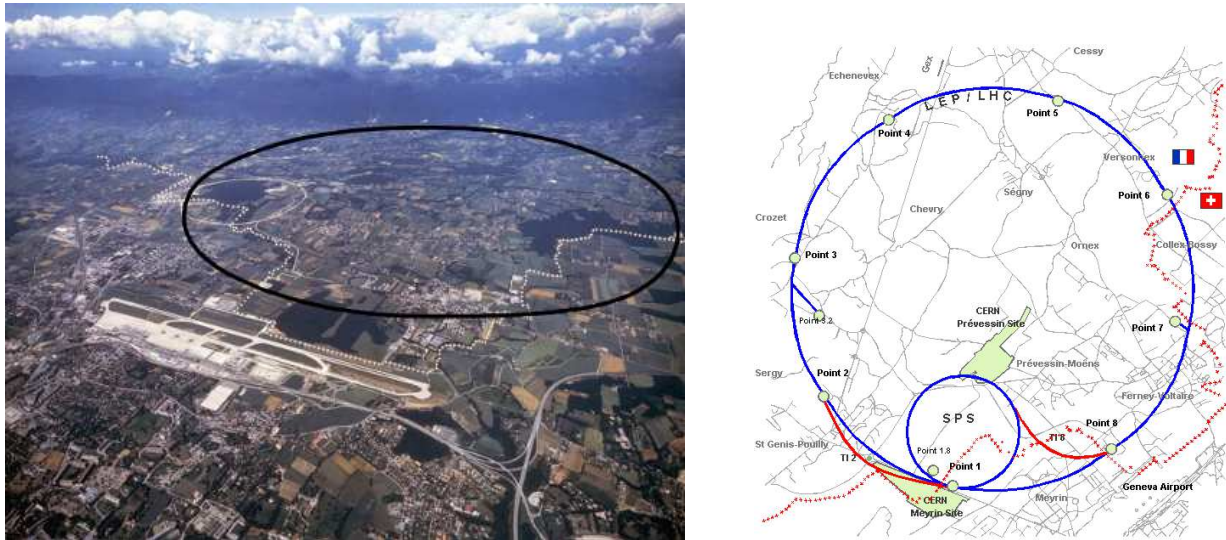 Cessy
Echenevex
Gex
LEP/LHC
Point 5
Point 4
Versonnex
Ségny
Point 6
Chevry
Crozet
Ornex
Collex-Bossy
Point 3
CERN
Prévessin Site
Point 3.2
Point 7
Prévessin-Moëns
Sergy
Point 2
Ferney-Voltaire
SPS
Point 8
St Genis-Pouilly
TI 8
Point 1.8
TI 2
Point 1
Geneva Airport
CERN
Meyrin Site
Meyrin